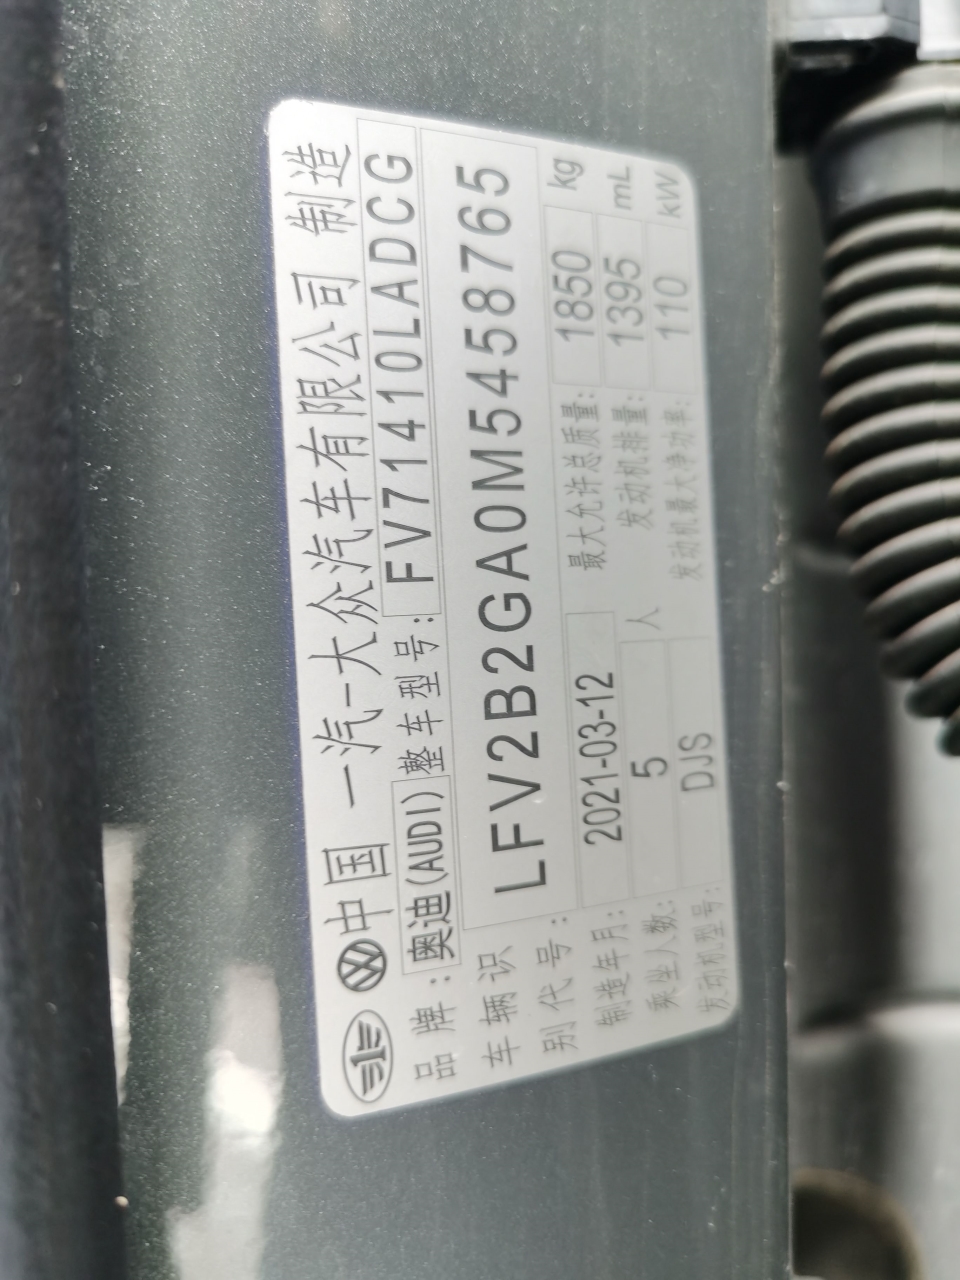 中国 一汽-大众汽车有限公司 制造
品牌: 奥迪(AUDI) 整车型号: FV71410LADCG
车辆识别代号: LFV2B2GA0M5458765
制造年月: 2021-03-12 最大允许总质量: 1850 kg
乘坐人数: 5 人 发动机排量: 1395 mL
发动机型号: DJS 发动机最大净功率: 110 kW